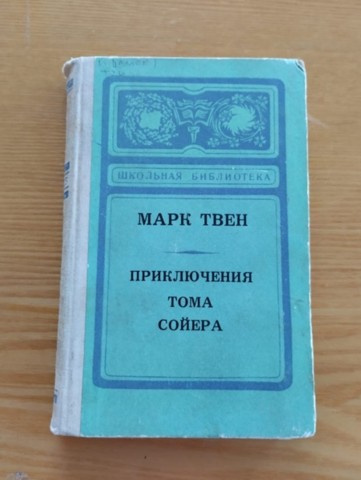 ШКОЛЬНАЯ БИБЛИОТЕКА
МАРК ТВЕН
ПРИКЛЮЧЕНИЯ
ТОМА
СОЙЕРА